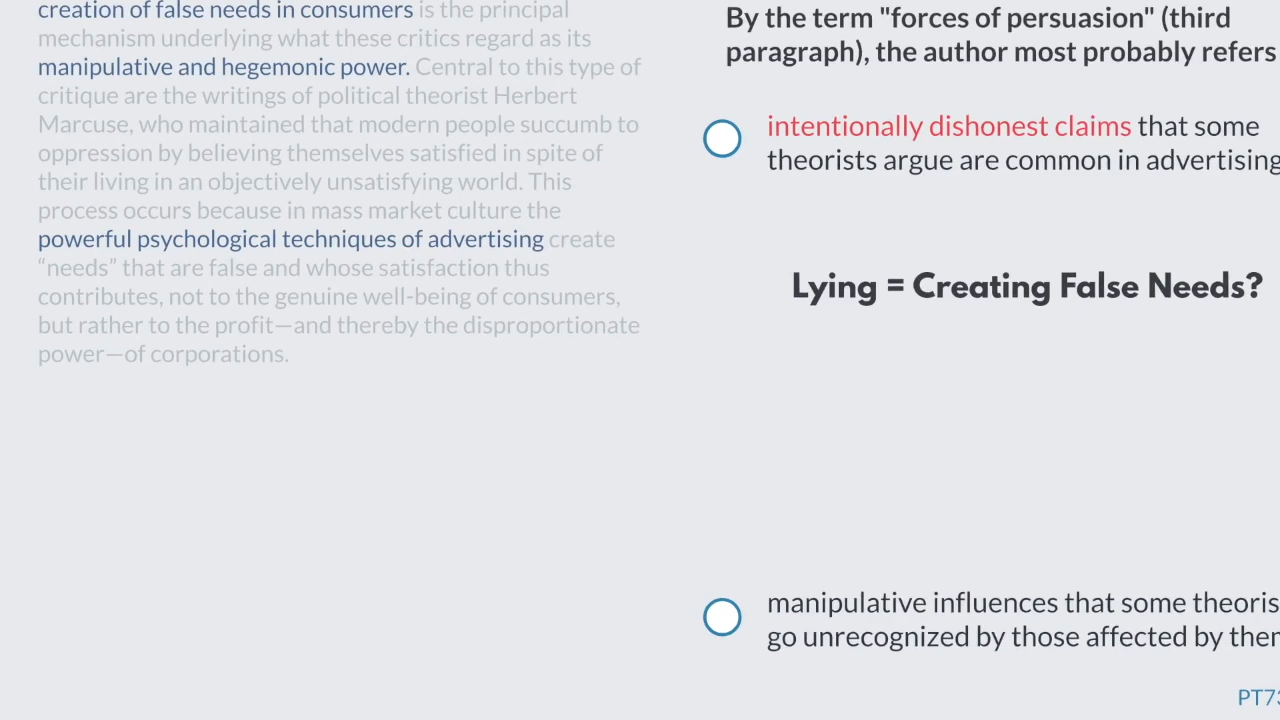 creation of false needs in consumers is the principal
mechanism underlying what these critics regard as its
manipulative and hegemonic power. Central to this type of
critique are the writings of political theorist Herbert
Marcuse, who maintained that modern people succumb to
oppression by believing themselves satisfied in spite of
their living in an objectively unsatisfying world. This
process occurs because in mass market culture the
powerful psychological techniques of advertising create
“needs” that are false and whose satisfaction thus
contributes, not to the genuine well-being of consumers,
but rather to the profit—and thereby the disproportionate
power—of corporations.
By the term "forces of persuasion" (third
paragraph), the author most probably refers
intentionally dishonest claims that some
theorists argue are common in advertising
Lying = Creating False Needs?
manipulative influences that some
go unrecognized by those affected by